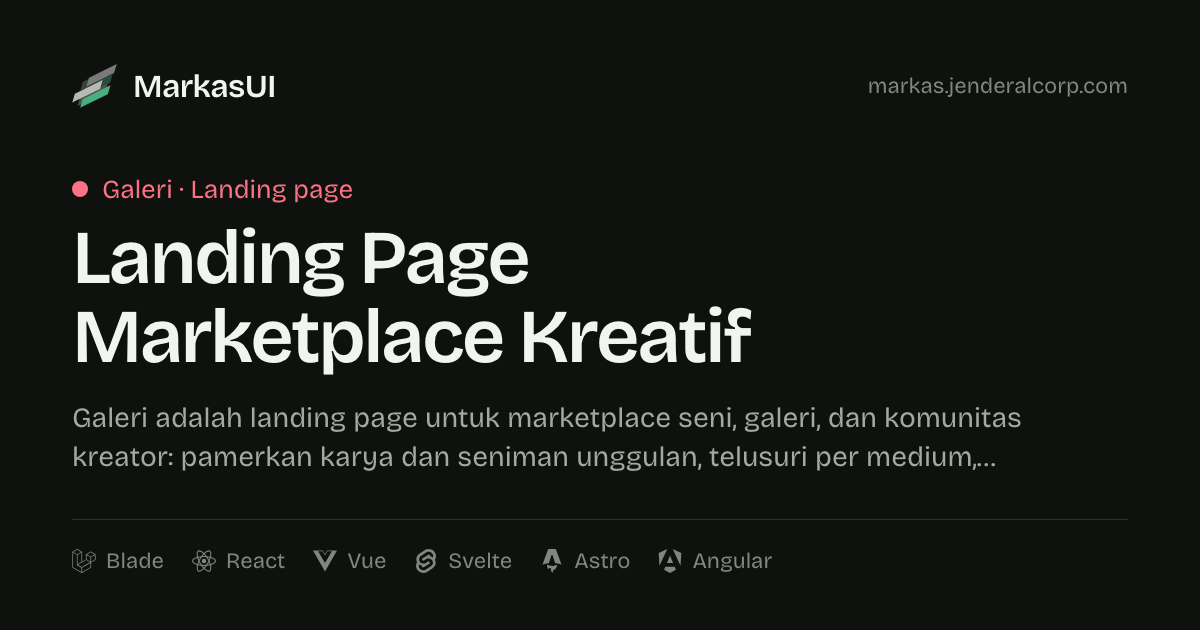 MarkasUI
markas.jenderalcorp.com
Galeri · Landing page
Landing Page
Marketplace Kreatif
Galeri adalah landing page untuk marketplace seni, galeri, dan komunitas
kreator: pamerkan karya dan seniman unggulan, telusuri per medium,...
Blade React Vue Svelte Astro Angular